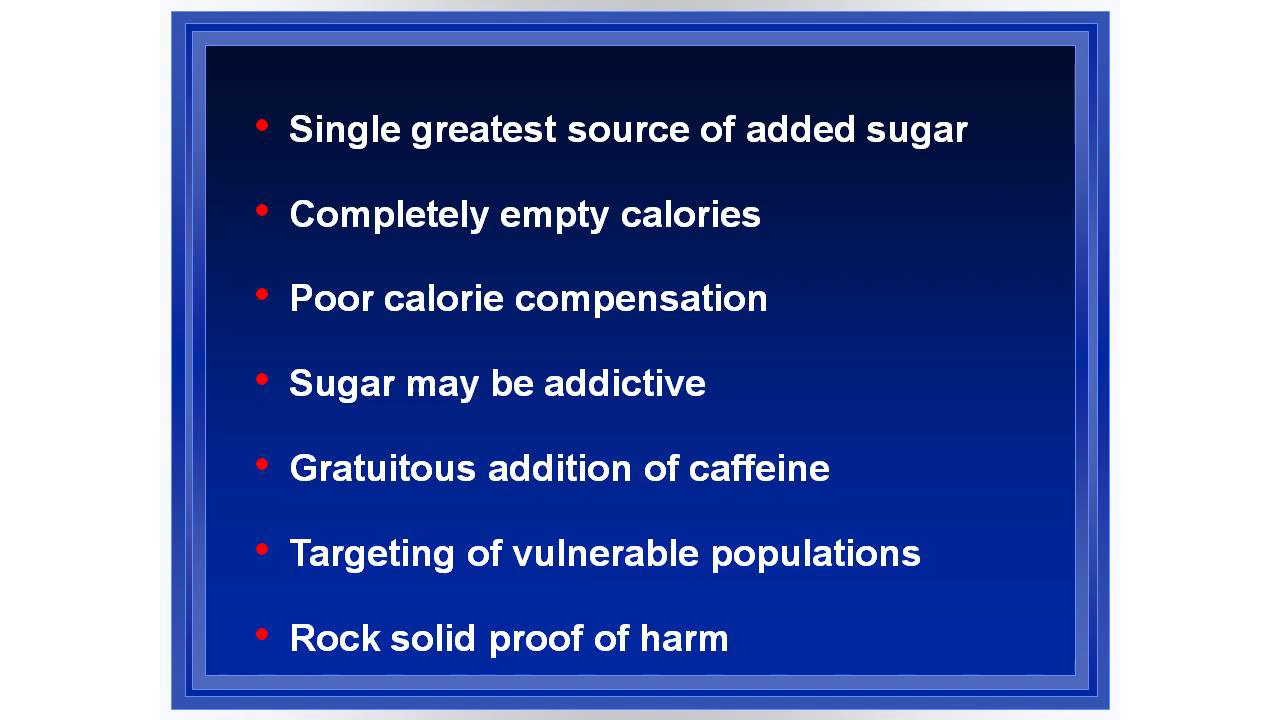 • Single greatest source of added sugar
• Completely empty calories
• Poor calorie compensation
• Sugar may be addictive
• Gratuitous addition of caffeine
• Targeting of vulnerable populations
• Rock solid proof of harm